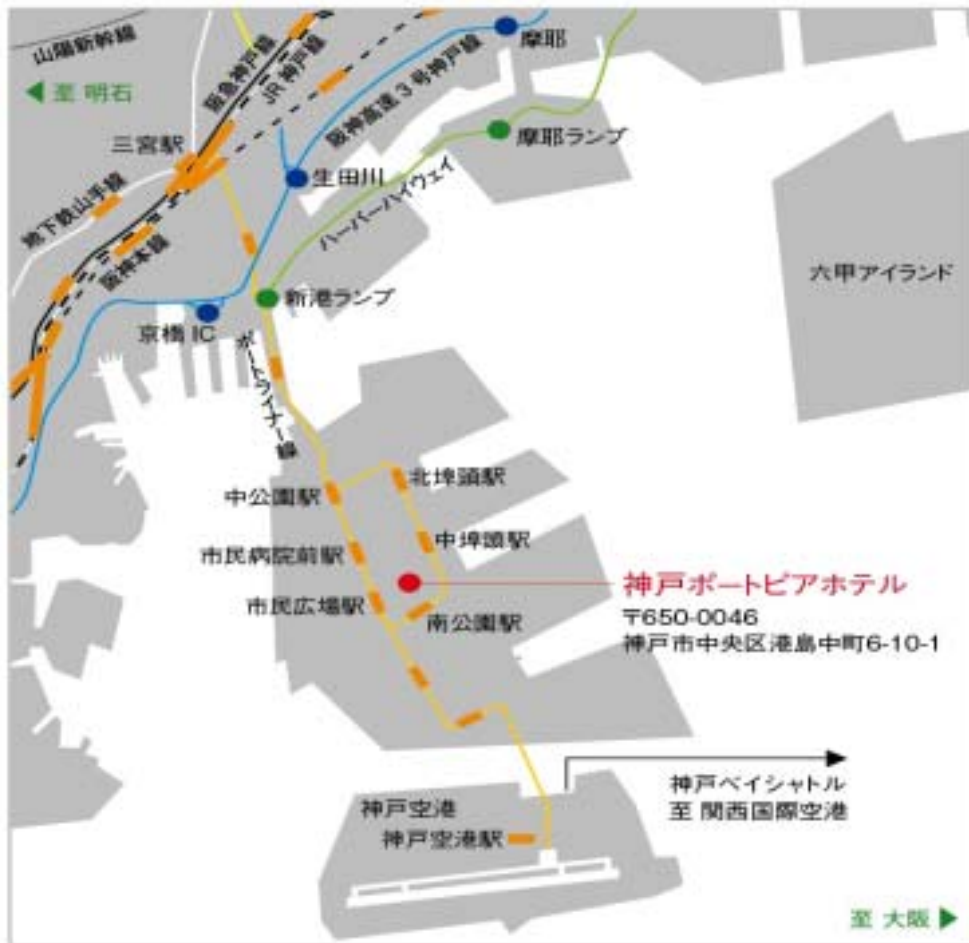 山陽新幹線
阪急神戸線
JR 神戸線
摩耶
至 明石
阪神高速3号神戸線
三宮駅
摩耶ランプ
生田川
地下鉄山手線
ハーバーハイウェイ
阪神本線
六甲アイランド
新港ランプ
京橋 IC
ポートライナー線
北埠頭駅
中公園駅
中埠頭駅
市民病院前駅
神戸ポートピアホテル
市民広場駅
〒650-0046
南公園駅
神戸市中央区港島中町6-10-1
神戸ベイシャトル
至 関西国際空港
神戸空港
神戸空港駅
至 大阪